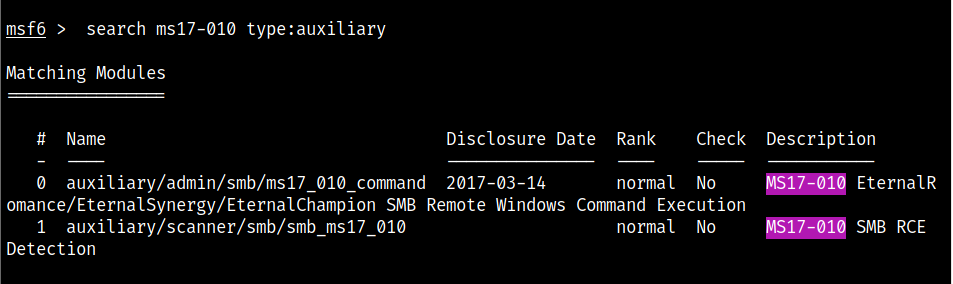 msf6 > search ms17-010 type:auxiliary
Matching Modules
================
# Name Disclosure Date Rank Check Description
- ---- --------------- ---- ----- -----------
0 auxiliary/admin/smb/ms17_010_command 2017-03-14 normal No MS17-010 EternalR
omance/EternalSynergy/EternalChampion SMB Remote Windows Command Execution
1 auxiliary/scanner/smb/smb_ms17_010 normal No MS17-010 SMB RCE
Detection